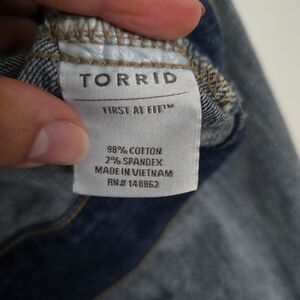 TORRID
FIRST AT FIT™
98% COTTON
2% SPANDEX
MADE IN VIETNAM
RN# 148862